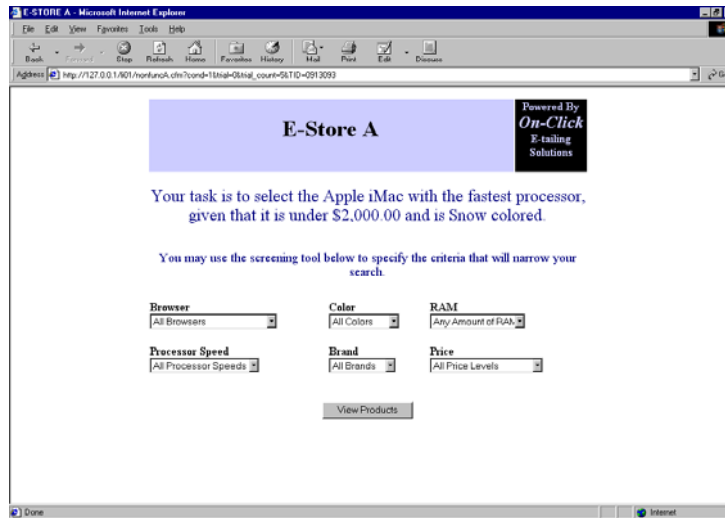 E-STORE A - Microsoft Internet Explorer
File Edit View Favorites Tools Help
Back Forward Stop Refresh Home Favorites History Mail Print Edit Discuss
Address http://127.0.0.1/601/nonfuncA.cfm?cond=1&trial=0&trial_count=5&TID=0913093
E-Store A
Powered By
On-Click
E-tailing
Solutions
Your task is to select the Apple iMac with the fastest processor,
given that it is under $2,000.00 and is Snow colored.
You may use the screening tool below to specify the criteria that will narrow your
search.
Browser Color RAM
All Browsers All Colors Any Amount of RAM
Processor Speed Brand Price
All Processor Speeds All Brands All Price Levels
View Products
Done Internet